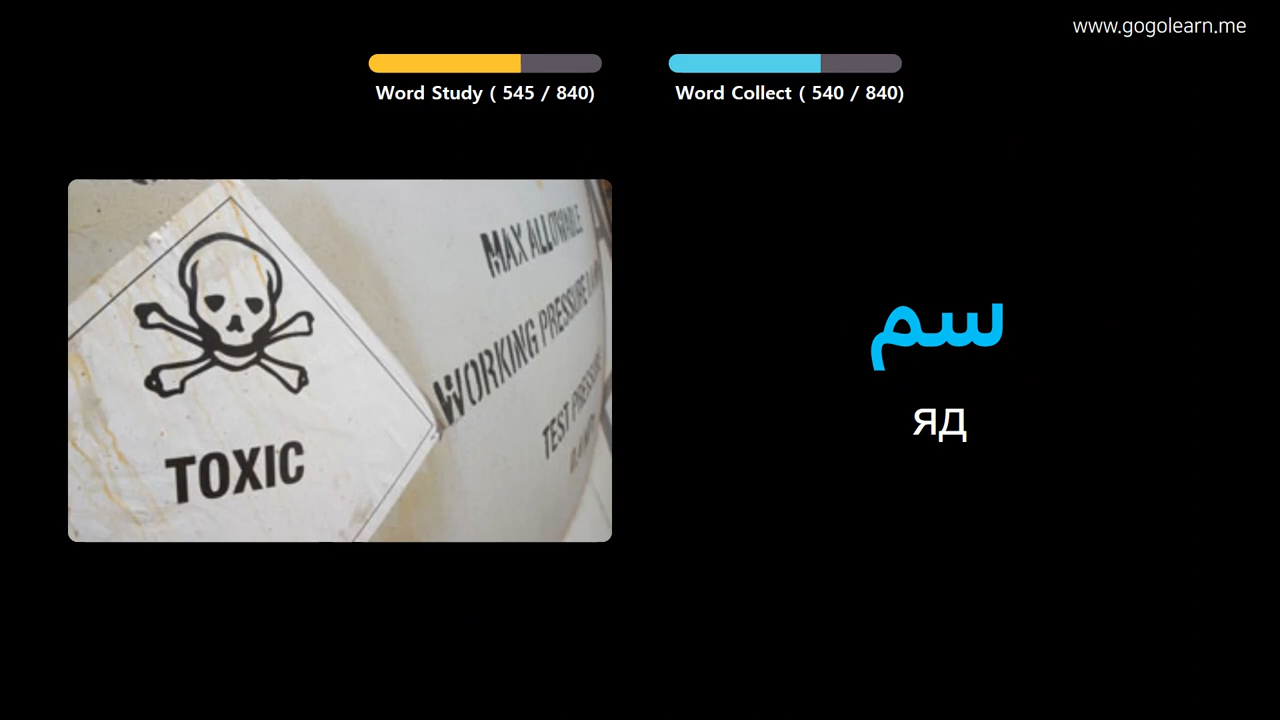 www.gogolearn.me
Word Study ( 545 / 840)
Word Collect ( 540 / 840)
MAX ALLOWABLE
WORKING PRESSURE
TEST PRESSURE
TOXIC
سم
яд